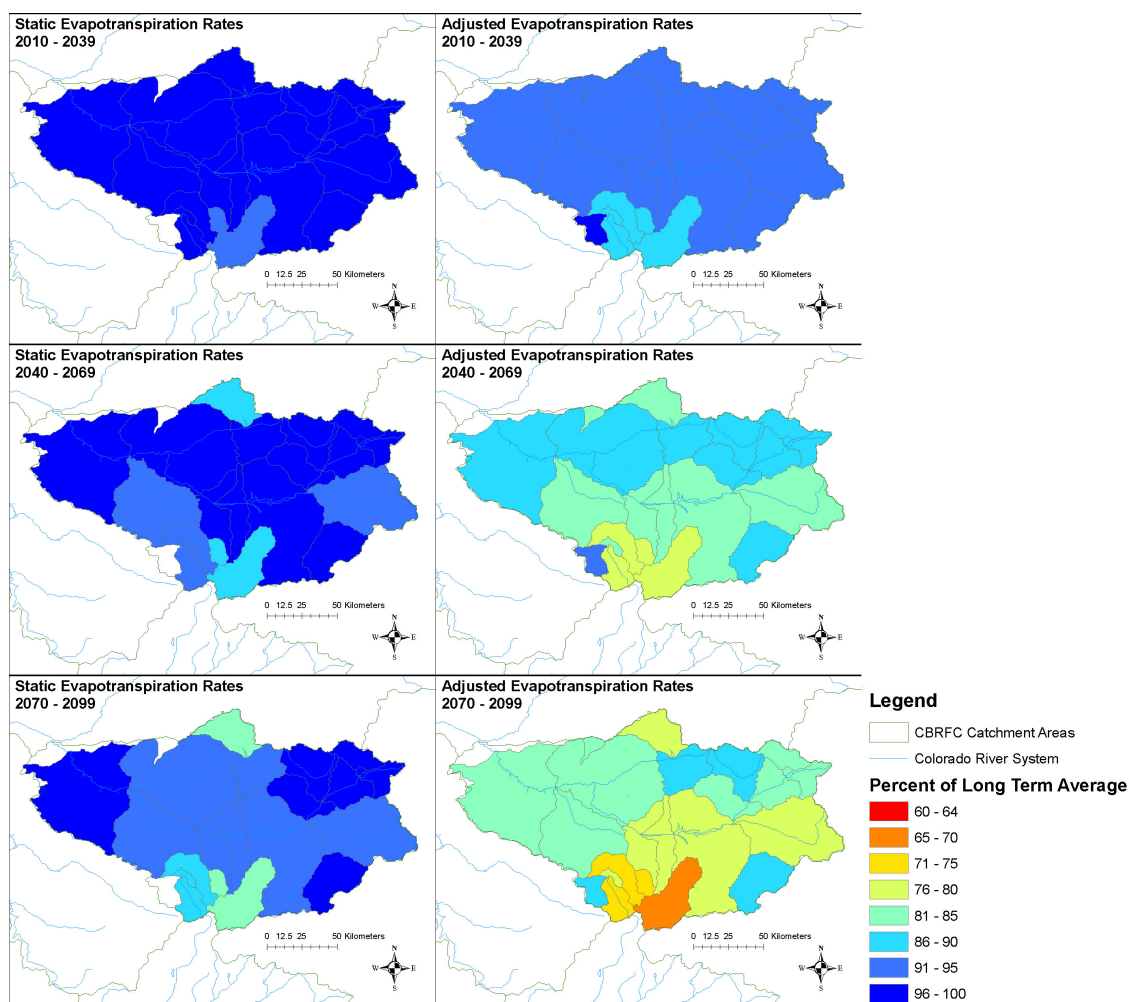 Static Evapotranspiration Rates
2010 - 2039
0 12.5 25 50 Kilometers
N
W E
S
Adjusted Evapotranspiration Rates
2010 - 2039
0 12.5 25 50 Kilometers
N
W E
S
Static Evapotranspiration Rates
2040 - 2069
0 12.5 25 50 Kilometers
N
W E
S
Adjusted Evapotranspiration Rates
2040 - 2069
0 12.5 25 50 Kilometers
N
W E
S
Static Evapotranspiration Rates
2070 - 2099
0 12.5 25 50 Kilometers
N
W E
S
Adjusted Evapotranspiration Rates
2070 - 2099
0 12.5 25 50 Kilometers
N
W E
S
Legend
CBRFC Catchment Areas
Colorado River System
Percent of Long Term Average
60 - 64
65 - 70
71 - 75
76 - 80
81 - 85
86 - 90
91 - 95
96 - 100